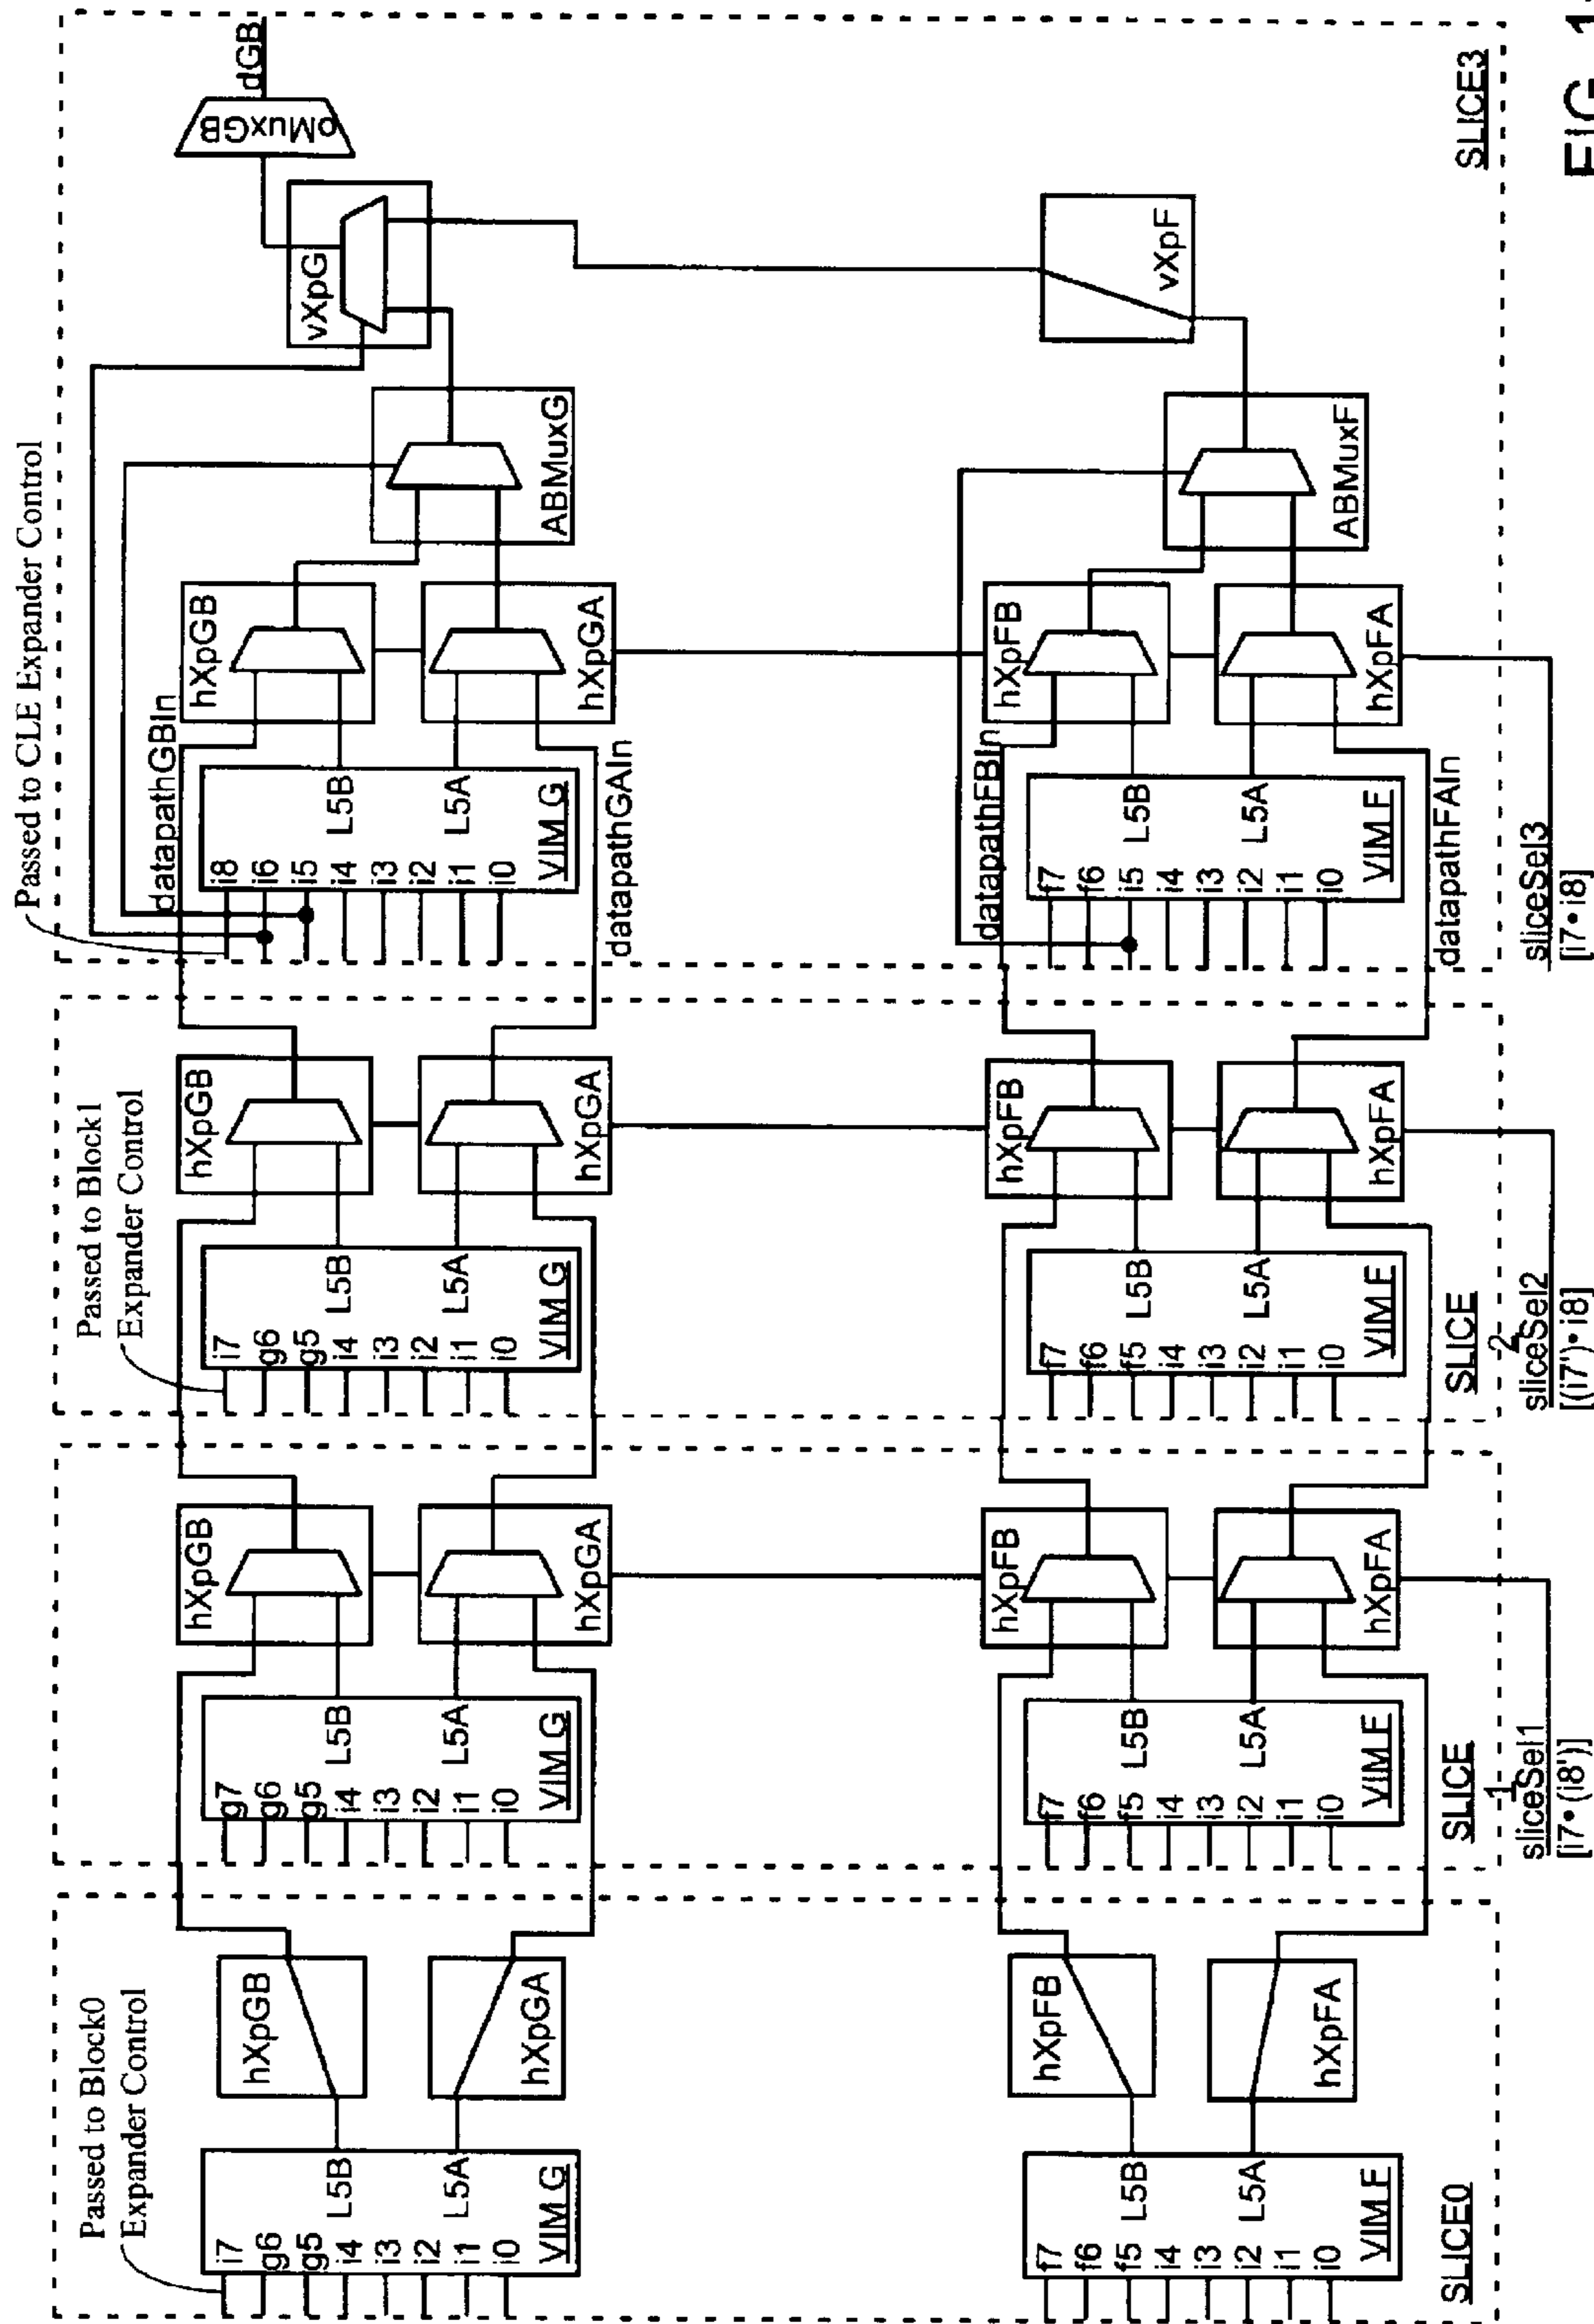 Passed to Block0
Expander Control
i7
g6
g5
i4
i3
i2
i1
i0
L5B
L5A
VIM G
hXpGB
hXpGA
f7
f6
f5
i4
i3
i2
i1
i0
L5B
L5A
VIM F
hXpFB
hXpFA
SLICE0
g7
g6
g5
i4
i3
i2
i1
i0
L5B
L5A
VIM G
hXpGB
hXpGA
f7
f6
f5
i4
i3
i2
i1
i0
L5B
L5A
VIM F
hXpFB
hXpFA
SLICE
1
sliceSel1
[i7•(i8')]
Passed to Block1
Expander Control
i7
g6
g5
i4
i3
i2
i1
i0
L5B
L5A
VIM G
hXpGB
hXpGA
f7
f6
f5
i4
i3
i2
i1
i0
L5B
L5A
VIM F
hXpFB
hXpFA
SLICE
2
sliceSel2
[(i7')•i8]
Passed to CLE Expander Control
datapathGBIn
i8
i6
i5
i4
i3
i2
i1
i0
L5B
L5A
VIM G
datapathGAIn
hXpGB
hXpGA
ABMuxG
vXpG
oMuxGB
dGB
datapathFBIn
f7
f6
i5
i4
i3
i2
i1
i0
L5B
L5A
VIM F
datapathFAIn
hXpFB
hXpFA
ABMuxF
vXpF
SLICE3
sliceSel3
[i7•i8]